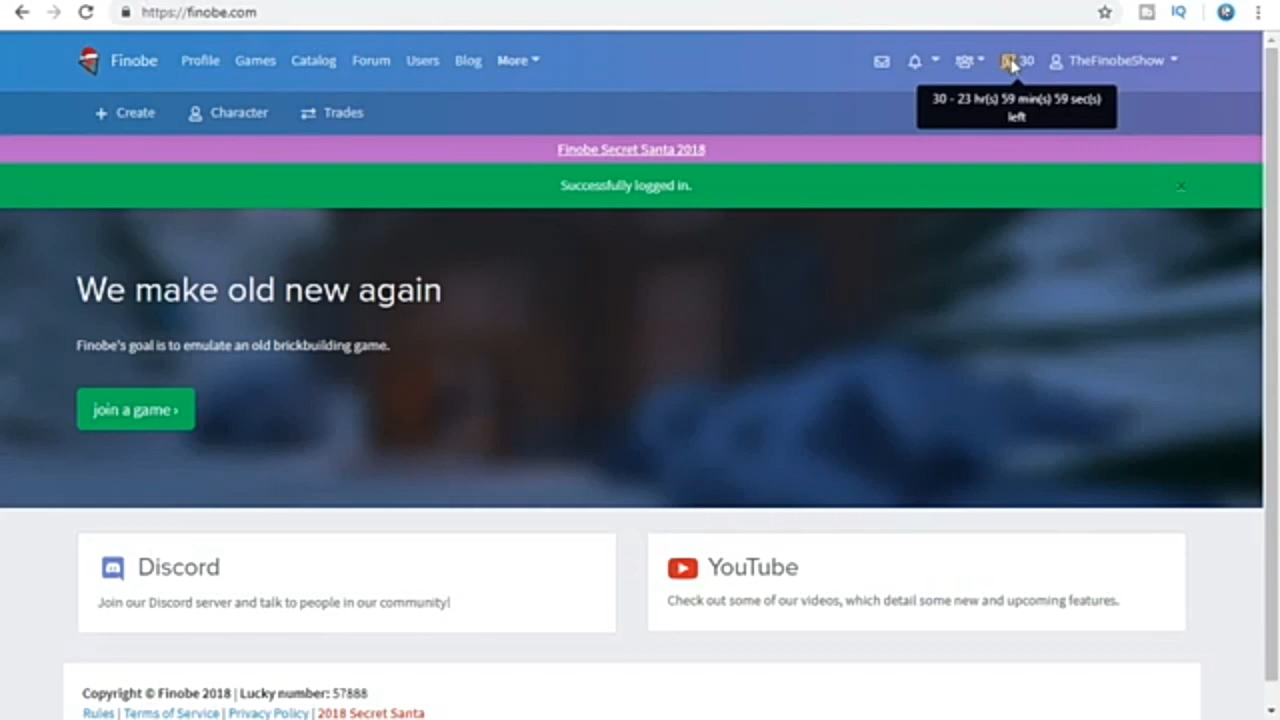 https://finobe.com
Finobe Profile Games Catalog Forum Users Blog More 30 TheFinobeShow
30 - 23 hr(s) 59 min(s) 59 sec(s)
left
Create Character Trades
Finobe Secret Santa 2018
Successfully logged in.
We make old new again
Finobe's goal is to emulate an old brickbuilding game.
join a game ›
Discord
Join our Discord server and talk to people in our community!
YouTube
Check out some of our videos, which detail some new and upcoming features.
Copyright © Finobe 2018 | Lucky number: 57888
Rules | Terms of Service | Privacy Policy | 2018 Secret Santa